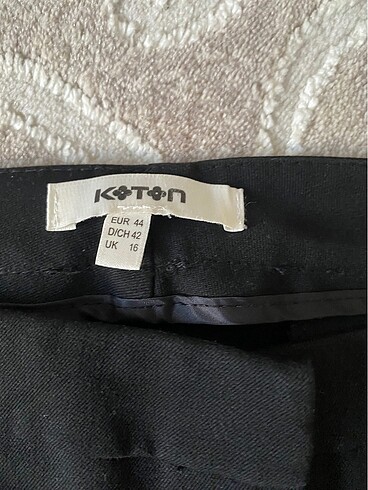 KOTON
EUR 44
D/CH 42
UK 16